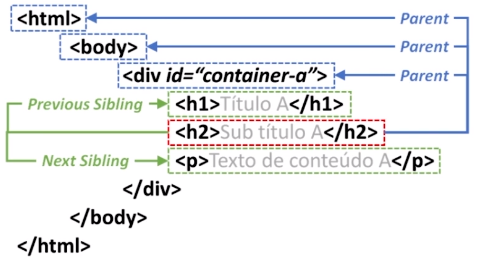 <html> Parent
<body> Parent
<div id=“container-a”> Parent
Previous Sibling <h1>Título A</h1>
<h2>Sub título A</h2>
Next Sibling <p>Texto de conteúdo A</p>
</div>
</body>
</html>